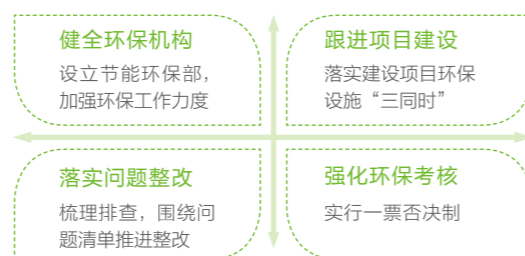 健全环保机构
设立节能环保部，
加强环保工作力度
跟进项目建设
落实建设项目环保
设施“三同时”
落实问题整改
梳理排查，围绕问
题清单推进整改
强化环保考核
实行一票否决制